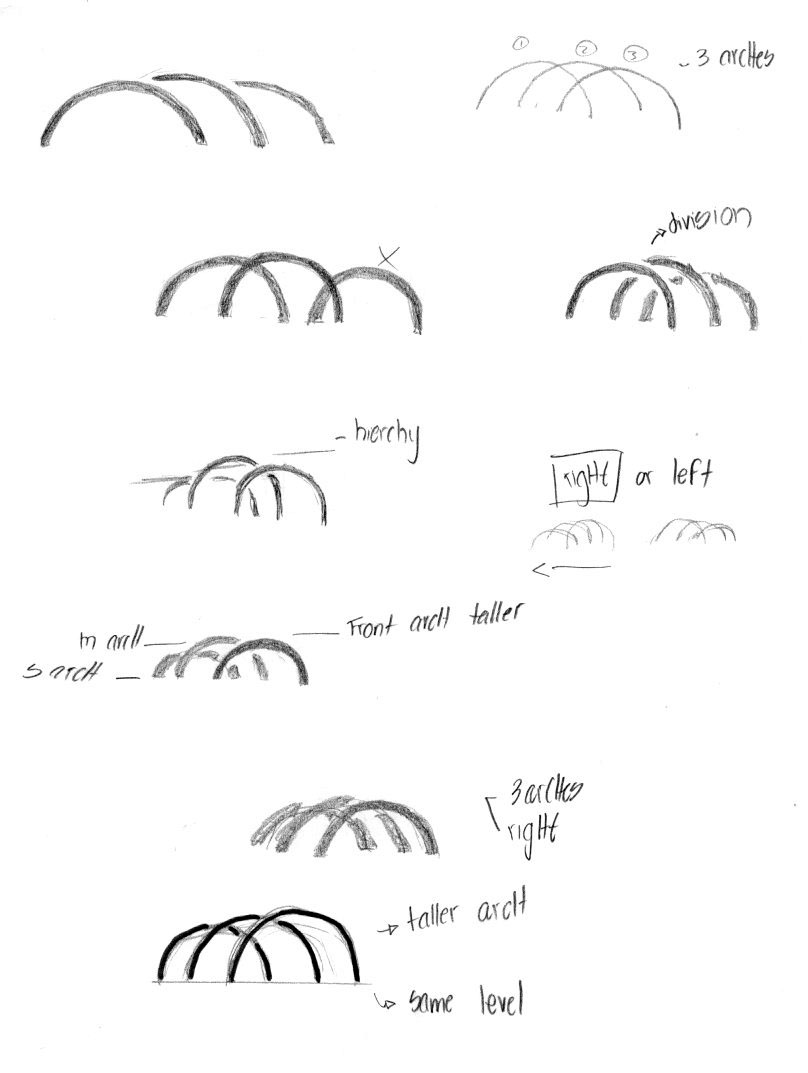 1 2 3
- 3 arches
X
division
- hierchy
right or left
m arch
Front arch taller
s arch
3 arches
right
taller arch
same level